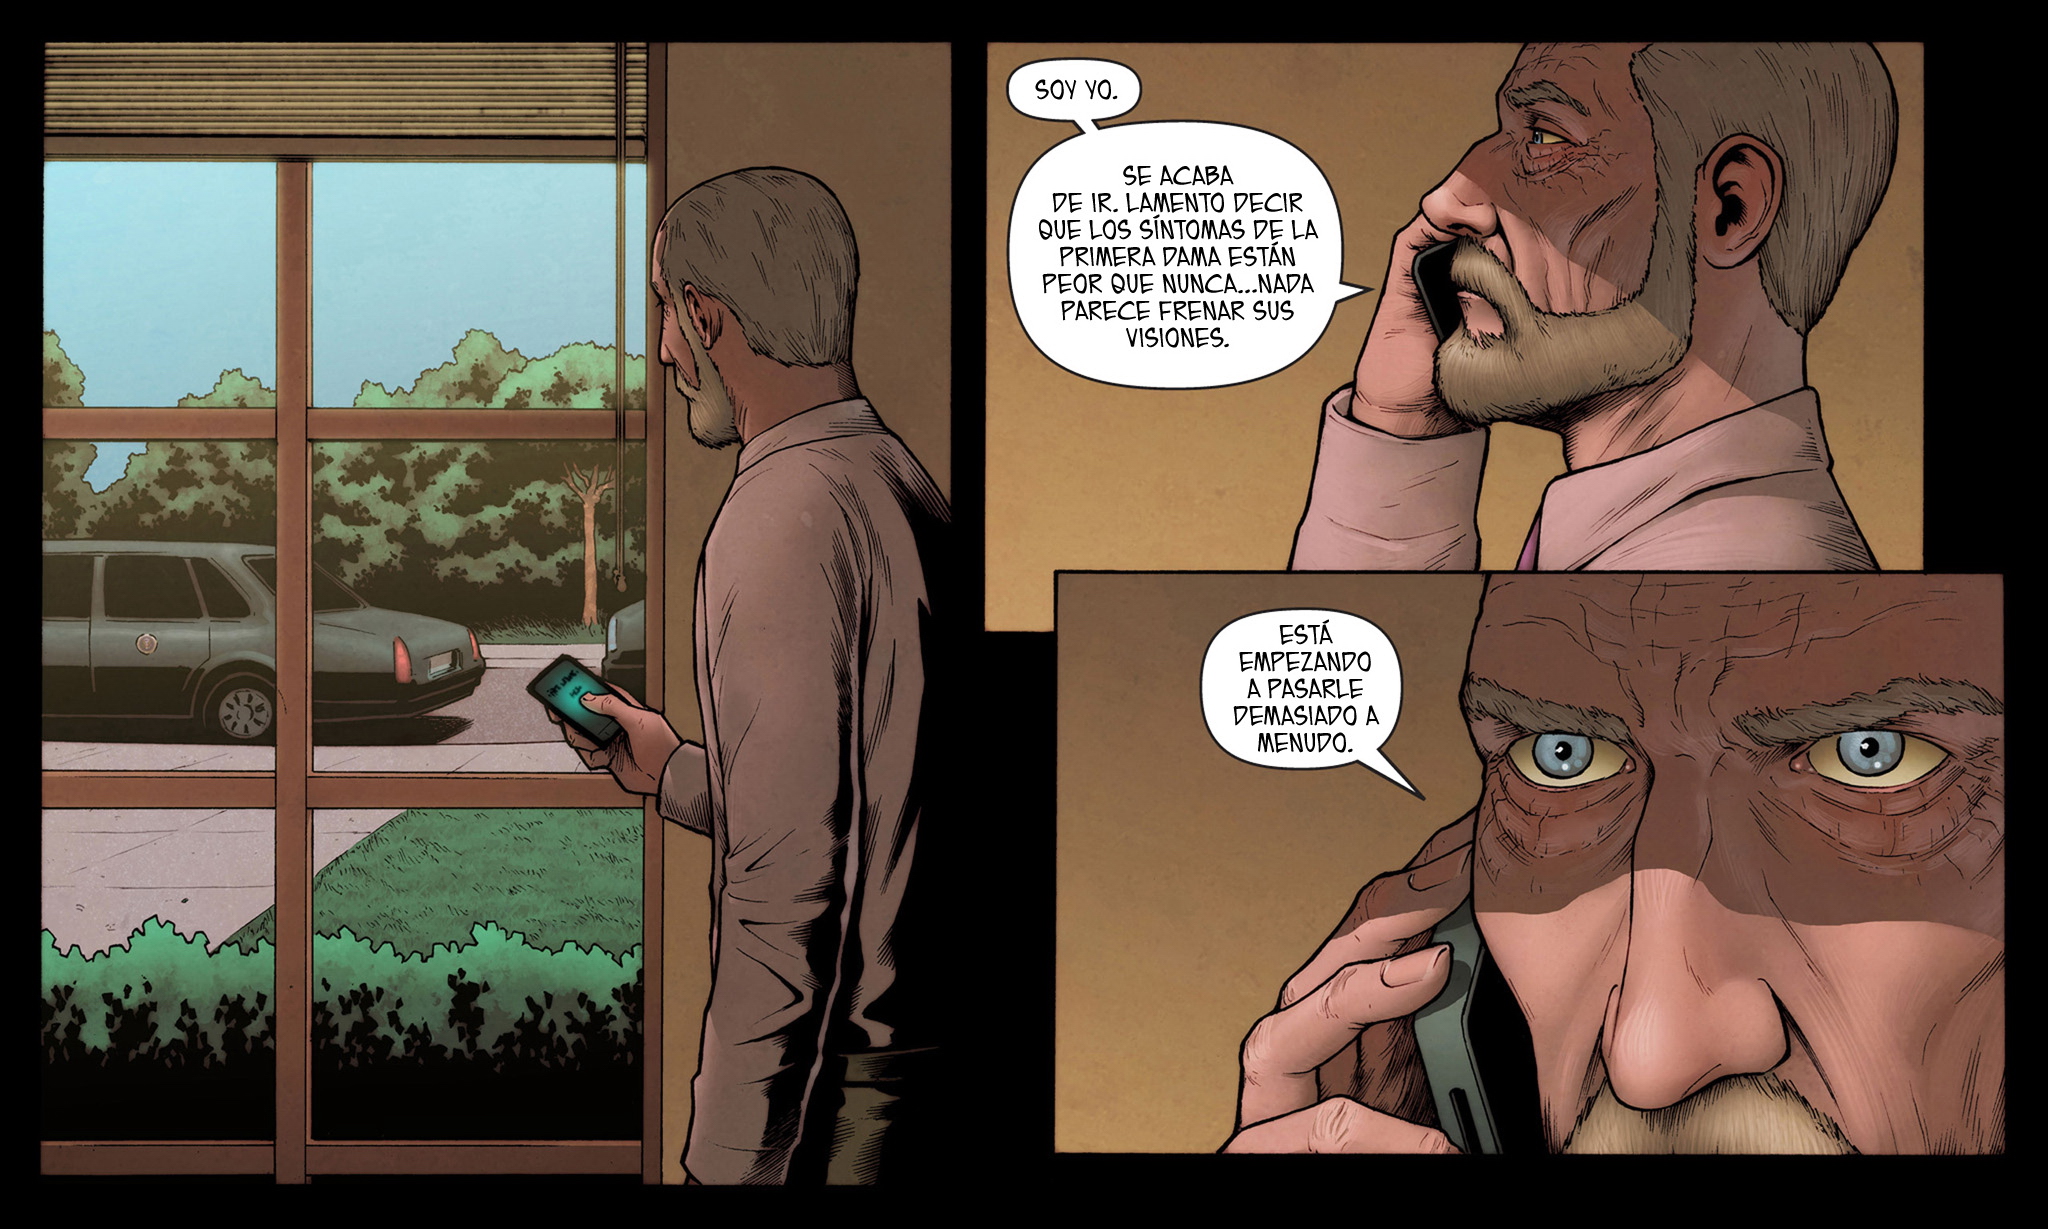 SOY YO.
SE ACABA
DE IR. LAMENTO DECIR
QUE LOS SÍNTOMAS DE LA
PRIMERA DAMA ESTÁN
PEOR QUE NUNCA...NADA
PARECE FRENAR SUS
VISIONES.
ESTÁ
EMPEZANDO
A PASARLE
DEMASIADO A
MENUDO.